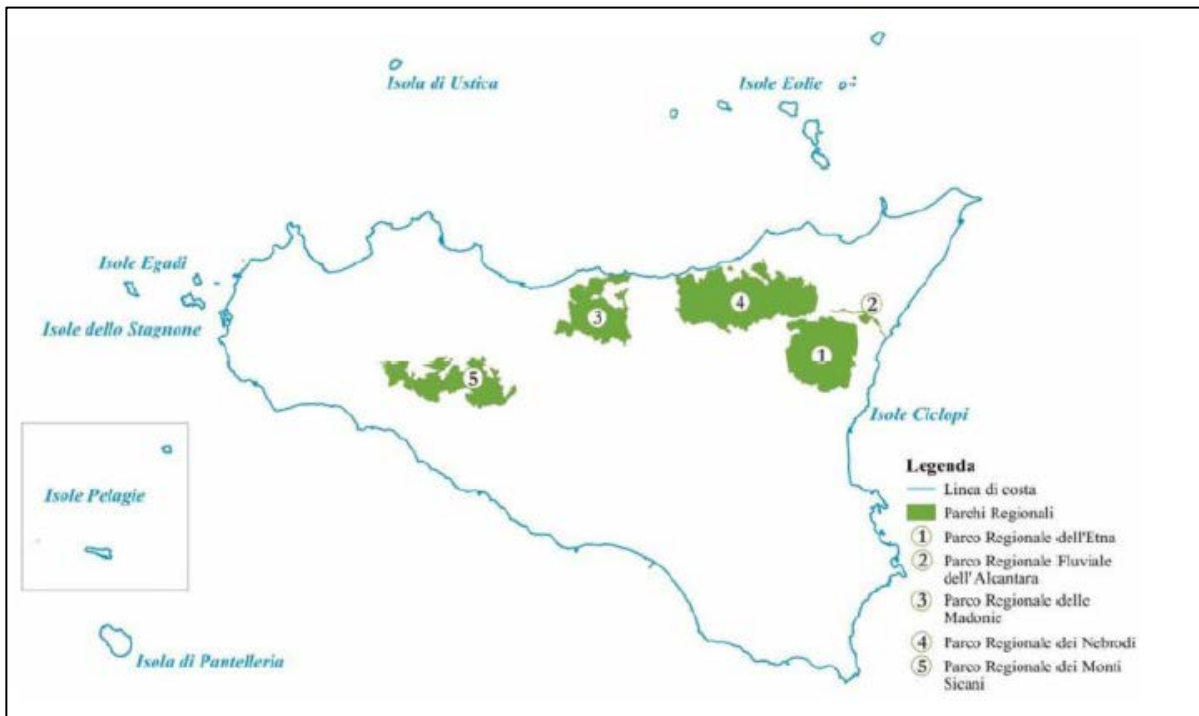 Isola di Ustica
Isole Eolie
Isole Egadi
Isole dello Stagnone
3
4
2
1
5
Isole Ciclopi
Isole Pelagie
Isola di Pantelleria
Legenda
Linea di costa
Parchi Regionali
1 Parco Regionale dell'Etna
2 Parco Regionale Fluviale
dell'Alcantara
3 Parco Regionale delle
Madonie
4 Parco Regionale dei Nebrodi
5 Parco Regionale dei Monti
Sicani